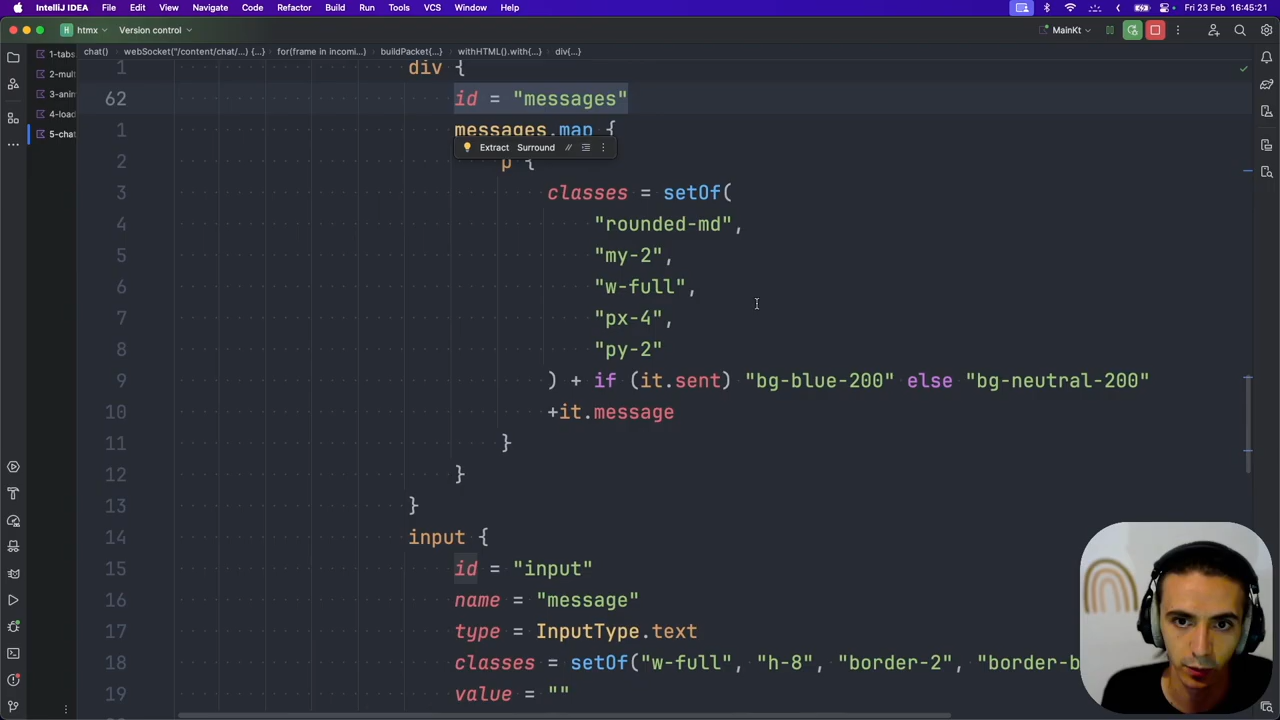 IntelliJ IDEA File Edit View Navigate Code Refactor Build Run Tools VCS Window Help Fri 23 Feb 16:45:21
htmx Version control MainKt
chat() webSocket("/content/chat/...) {...} for(frame in incomi... buildPacket{...} withHTML().with{...} div{...}
1-tabs
2-mult
3-anim
4-load
5-chat
1 div {
62 id = "messages"
1 messages.map {
Extract Surround //
2 p {
3 classes = setOf(
4 "rounded-md",
5 "my-2",
6 "w-full",
7 "px-4",
8 "py-2"
9 ) + if (it.sent) "bg-blue-200" else "bg-neutral-200"
10 +it.message
11 }
12 }
13 }
14 input {
15 id = "input"
16 name = "message"
17 type = InputType.text
18 classes = setOf("w-full", "h-8", "border-2", "border-b
19 value = ""